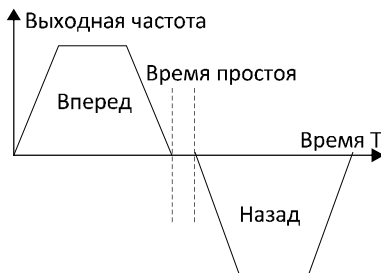 Выходная частота
Время простоя
Вперед
Время Т
Назад